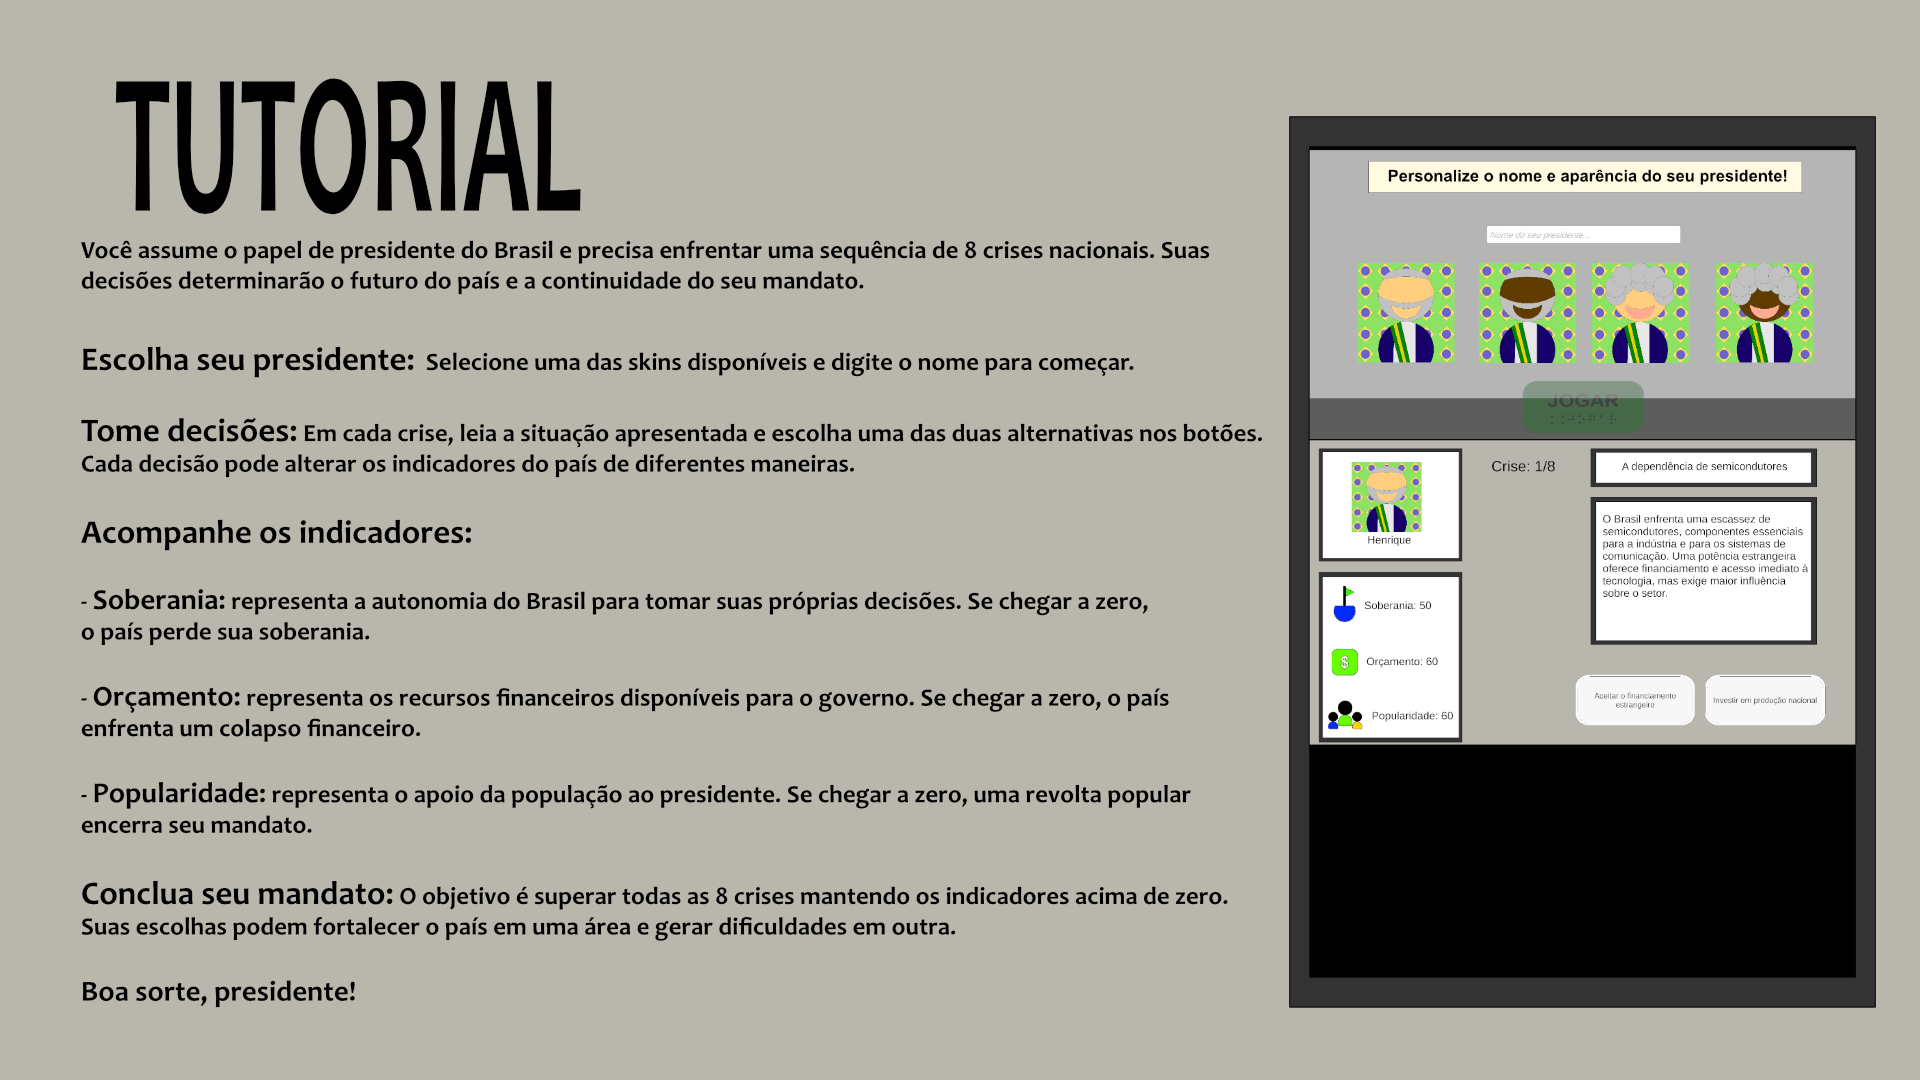 TUTORIAL
Você assume o papel de presidente do Brasil e precisa enfrentar uma sequência de 8 crises nacionais. Suas
decisões determinarão o futuro do país e a continuidade do seu mandato.
Escolha seu presidente: Selecione uma das skins disponíveis e digite o nome para começar.
Tome decisões: Em cada crise, leia a situação apresentada e escolha uma das duas alternativas nos botões.
Cada decisão pode alterar os indicadores do país de diferentes maneiras.
Acompanhe os indicadores:
- Soberania: representa a autonomia do Brasil para tomar suas próprias decisões. Se chegar a zero,
o país perde sua soberania.
- Orçamento: representa os recursos financeiros disponíveis para o governo. Se chegar a zero, o país
enfrenta um colapso financeiro.
- Popularidade: representa o apoio da população ao presidente. Se chegar a zero, uma revolta popular
encerra seu mandato.
Conclua seu mandato: O objetivo é superar todas as 8 crises mantendo os indicadores acima de zero.
Suas escolhas podem fortalecer o país em uma área e gerar dificuldades em outra.
Boa sorte, presidente!
Personalize o nome e aparência do seu presidente!
Nome do seu presidente...
JOGAR
Henrique
Soberania: 50
$
Orçamento: 60
Popularidade: 60
Crise: 1/8
A dependência de semicondutores
O Brasil enfrenta uma escassez de
semicondutores, componentes essenciais
para a indústria e para os sistemas de
comunicação. Uma potência estrangeira
oferece financiamento e acesso imediato à
tecnologia, mas exige maior influência
sobre o setor.
Aceitar o financiamento
estrangeiro
Investir em produção nacional